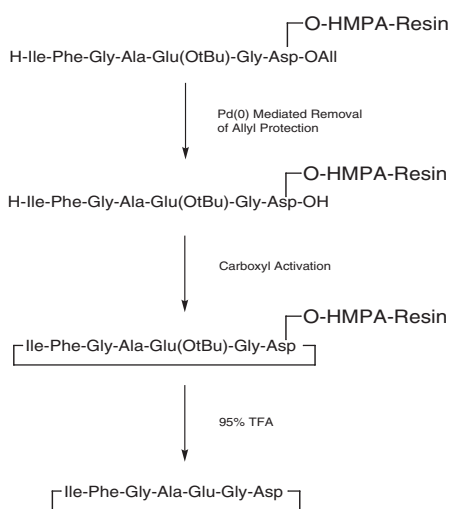 O-HMPA-Resin
H-Ile-Phe-Gly-Ala-Glu(OtBu)-Gly-Asp-OAll
Pd(0) Mediated Removal
of Allyl Protection
O-HMPA-Resin
H-Ile-Phe-Gly-Ala-Glu(OtBu)-Gly-Asp-OH
Carboxyl Activation
O-HMPA-Resin
Ile-Phe-Gly-Ala-Glu(OtBu)-Gly-Asp
95% TFA
Ile-Phe-Gly-Ala-Glu-Gly-Asp